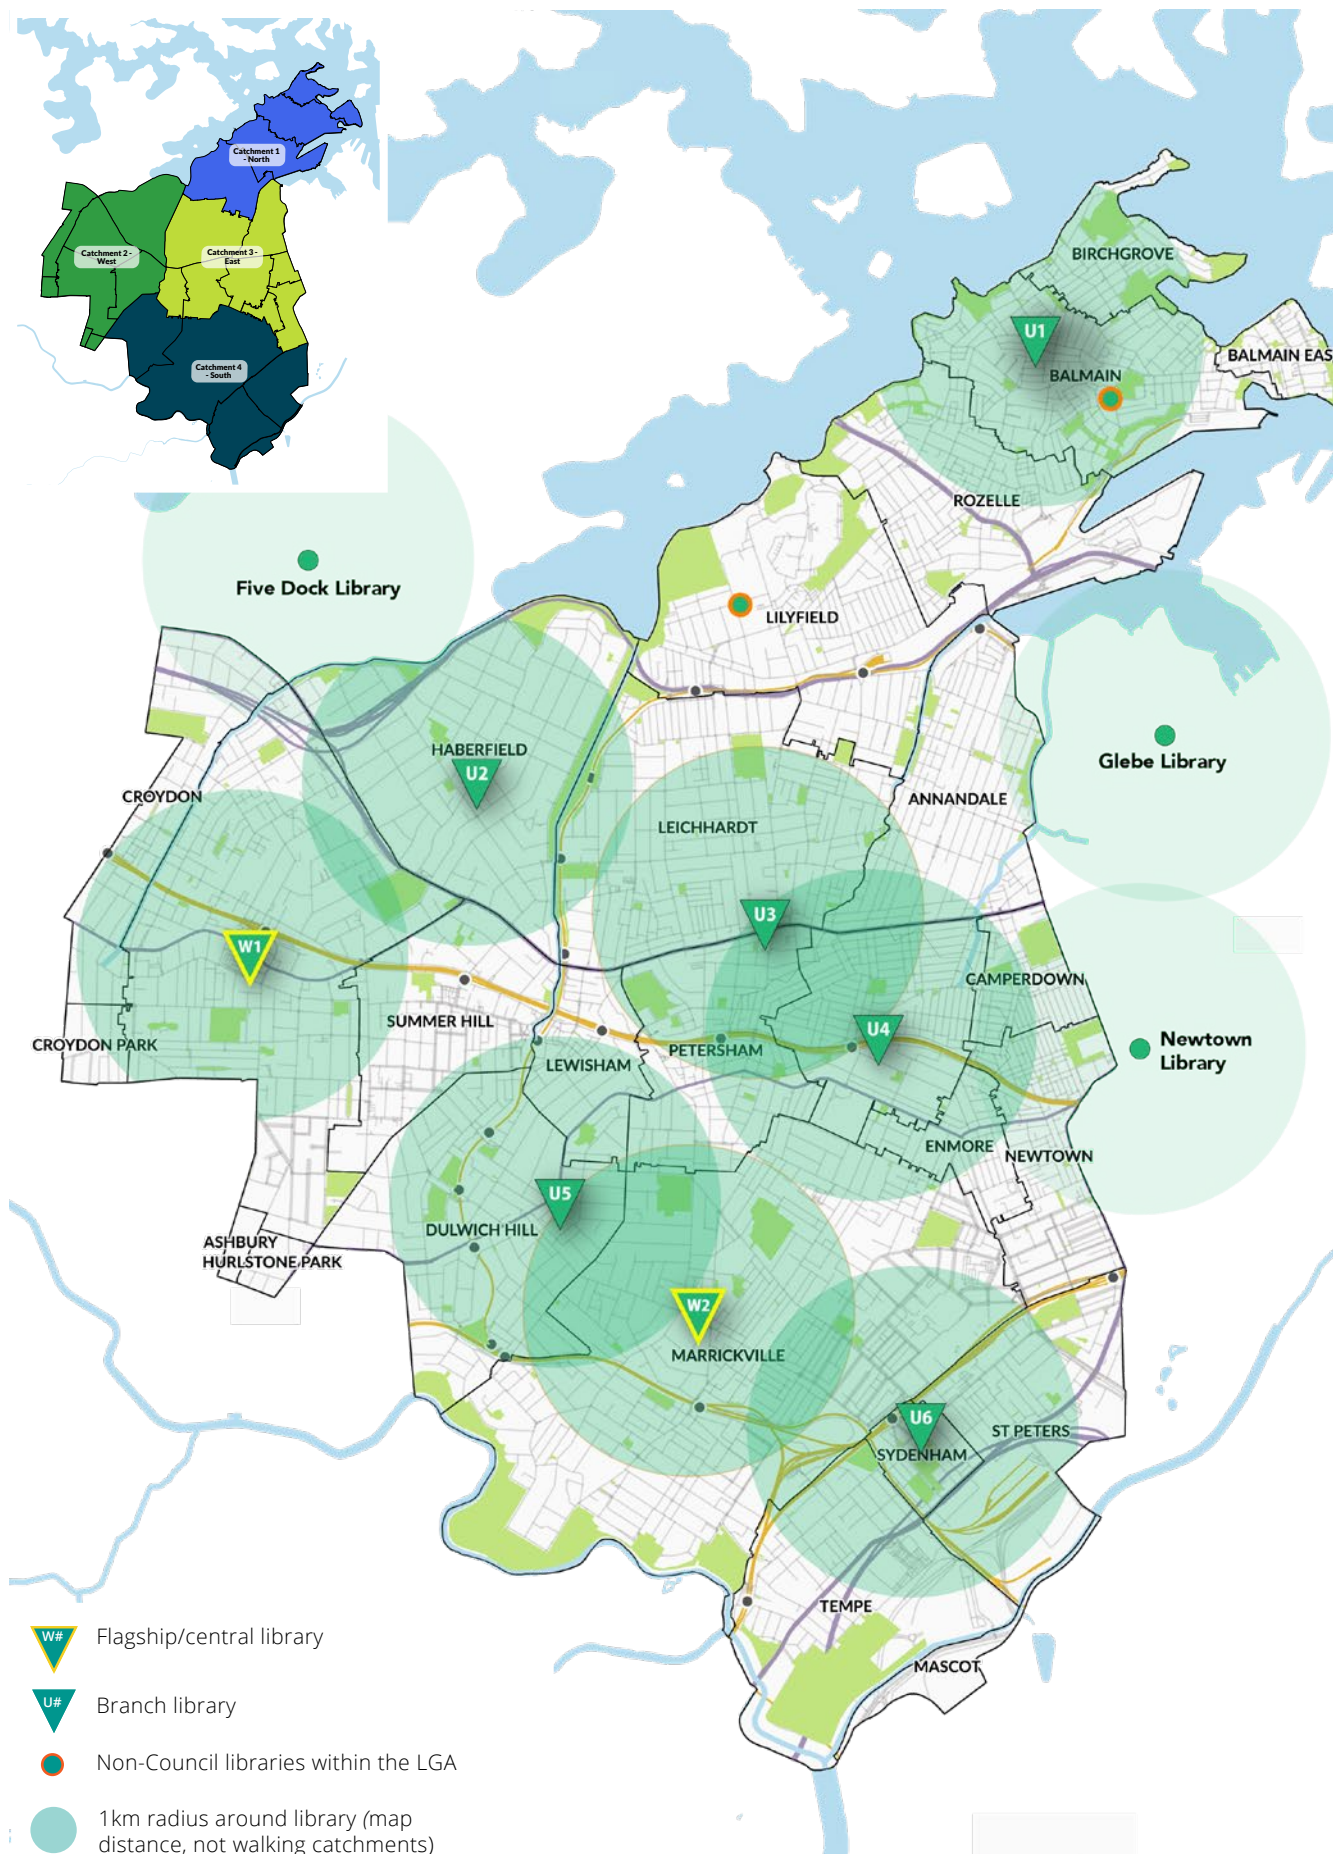 Catchment 1
- North
Catchment 2 -
West
Catchment 3 -
East
Catchment 4
- South
BIRCHGROVE
U1
BALMAIN EAS
BALMAIN
ROZELLE
Five Dock Library
LILYFIELD
HABERFIELD
U2
Glebe Library
CROYDON
ANNANDALE
LEICHHARDT
U3
W1
CAMPERDOWN
SUMMER HILL
U4
CROYDON PARK
PETERSHAM
Newtown
Library
LEWISHAM
ENMORE
NEWTOWN
U5
DULWICH HILL
ASHBURY
HURLSTONE PARK
W2
MARRICKVILLE
U6
ST PETERS
SYDENHAM
TEMPE
MASCOT
W#
Flagship/central library
U#
Branch library
Non-Council libraries within the LGA
1km radius around library (map
distance, not walking catchments)